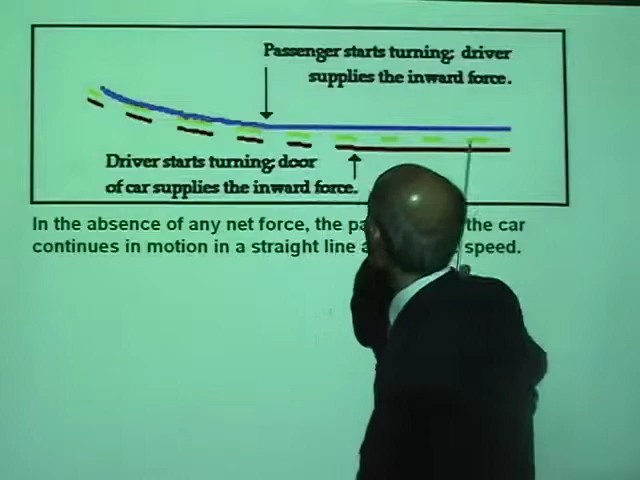 Passenger starts turning; driver
supplies the inward force.
Driver starts turning; door
of car supplies the inward force.
In the absence of any net force, the the car
continues in motion in a straight line speed.